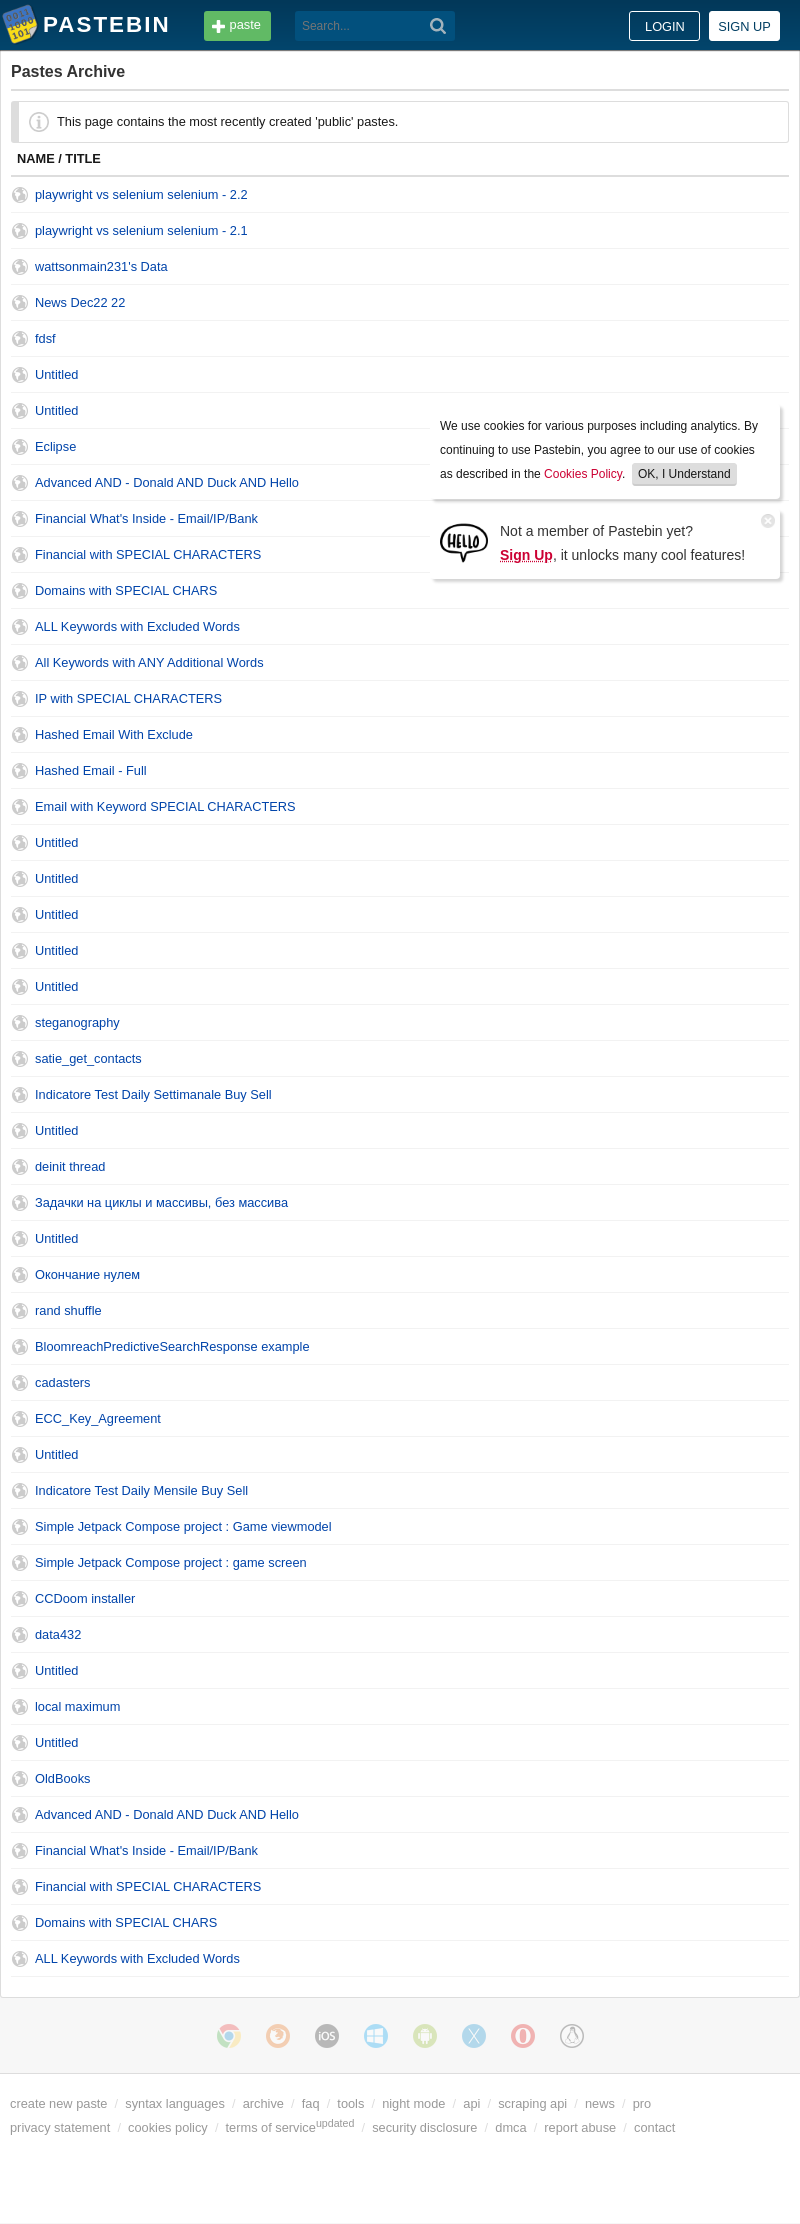 PASTEBIN paste Search... LOGIN SIGN UP
Pastes Archive
This page contains the most recently created 'public' pastes.
NAME / TITLE
playwright vs selenium selenium - 2.2
playwright vs selenium selenium - 2.1
wattsonmain231's Data
News Dec22 22
fdsf
Untitled
Untitled
Eclipse
Advanced AND - Donald AND Duck AND Hello
Financial What's Inside - Email/IP/Bank
Financial with SPECIAL CHARACTERS
Domains with SPECIAL CHARS
ALL Keywords with Excluded Words
All Keywords with ANY Additional Words
IP with SPECIAL CHARACTERS
Hashed Email With Exclude
Hashed Email - Full
Email with Keyword SPECIAL CHARACTERS
Untitled
Untitled
Untitled
Untitled
Untitled
steganography
satie_get_contacts
Indicatore Test Daily Settimanale Buy Sell
Untitled
deinit thread
Задачки на циклы и массивы, без массива
Untitled
Окончание нулем
rand shuffle
BloomreachPredictiveSearchResponse example
cadasters
ECC_Key_Agreement
Untitled
Indicatore Test Daily Mensile Buy Sell
Simple Jetpack Compose project : Game viewmodel
Simple Jetpack Compose project : game screen
CCDoom installer
data432
Untitled
local maximum
Untitled
OldBooks
Advanced AND - Donald AND Duck AND Hello
Financial What's Inside - Email/IP/Bank
Financial with SPECIAL CHARACTERS
Domains with SPECIAL CHARS
ALL Keywords with Excluded Words
We use cookies for various purposes including analytics. By
continuing to use Pastebin, you agree to our use of cookies
as described in the Cookies Policy. OK, I Understand
HELLO
Not a member of Pastebin yet?
Sign Up, it unlocks many cool features!
iOS
create new paste / syntax languages / archive / faq / tools / night mode / api / scraping api / news / pro
privacy statement / cookies policy / terms of service updated / security disclosure / dmca / report abuse / contact